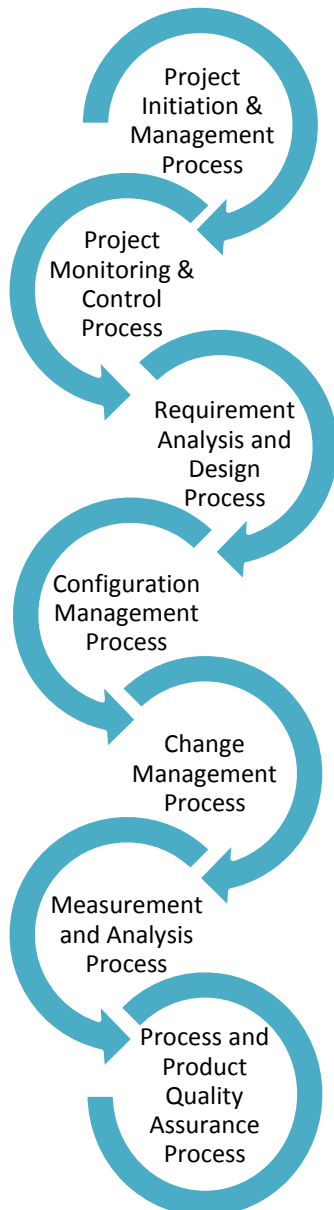 Project
Initiation &
Management
Process
Project
Monitoring &
Control
Process
Requirement
Analysis and
Design
Process
Configuration
Management
Process
Change
Management
Process
Measurement
and Analysis
Process
Process and
Product
Quality
Assurance
Process